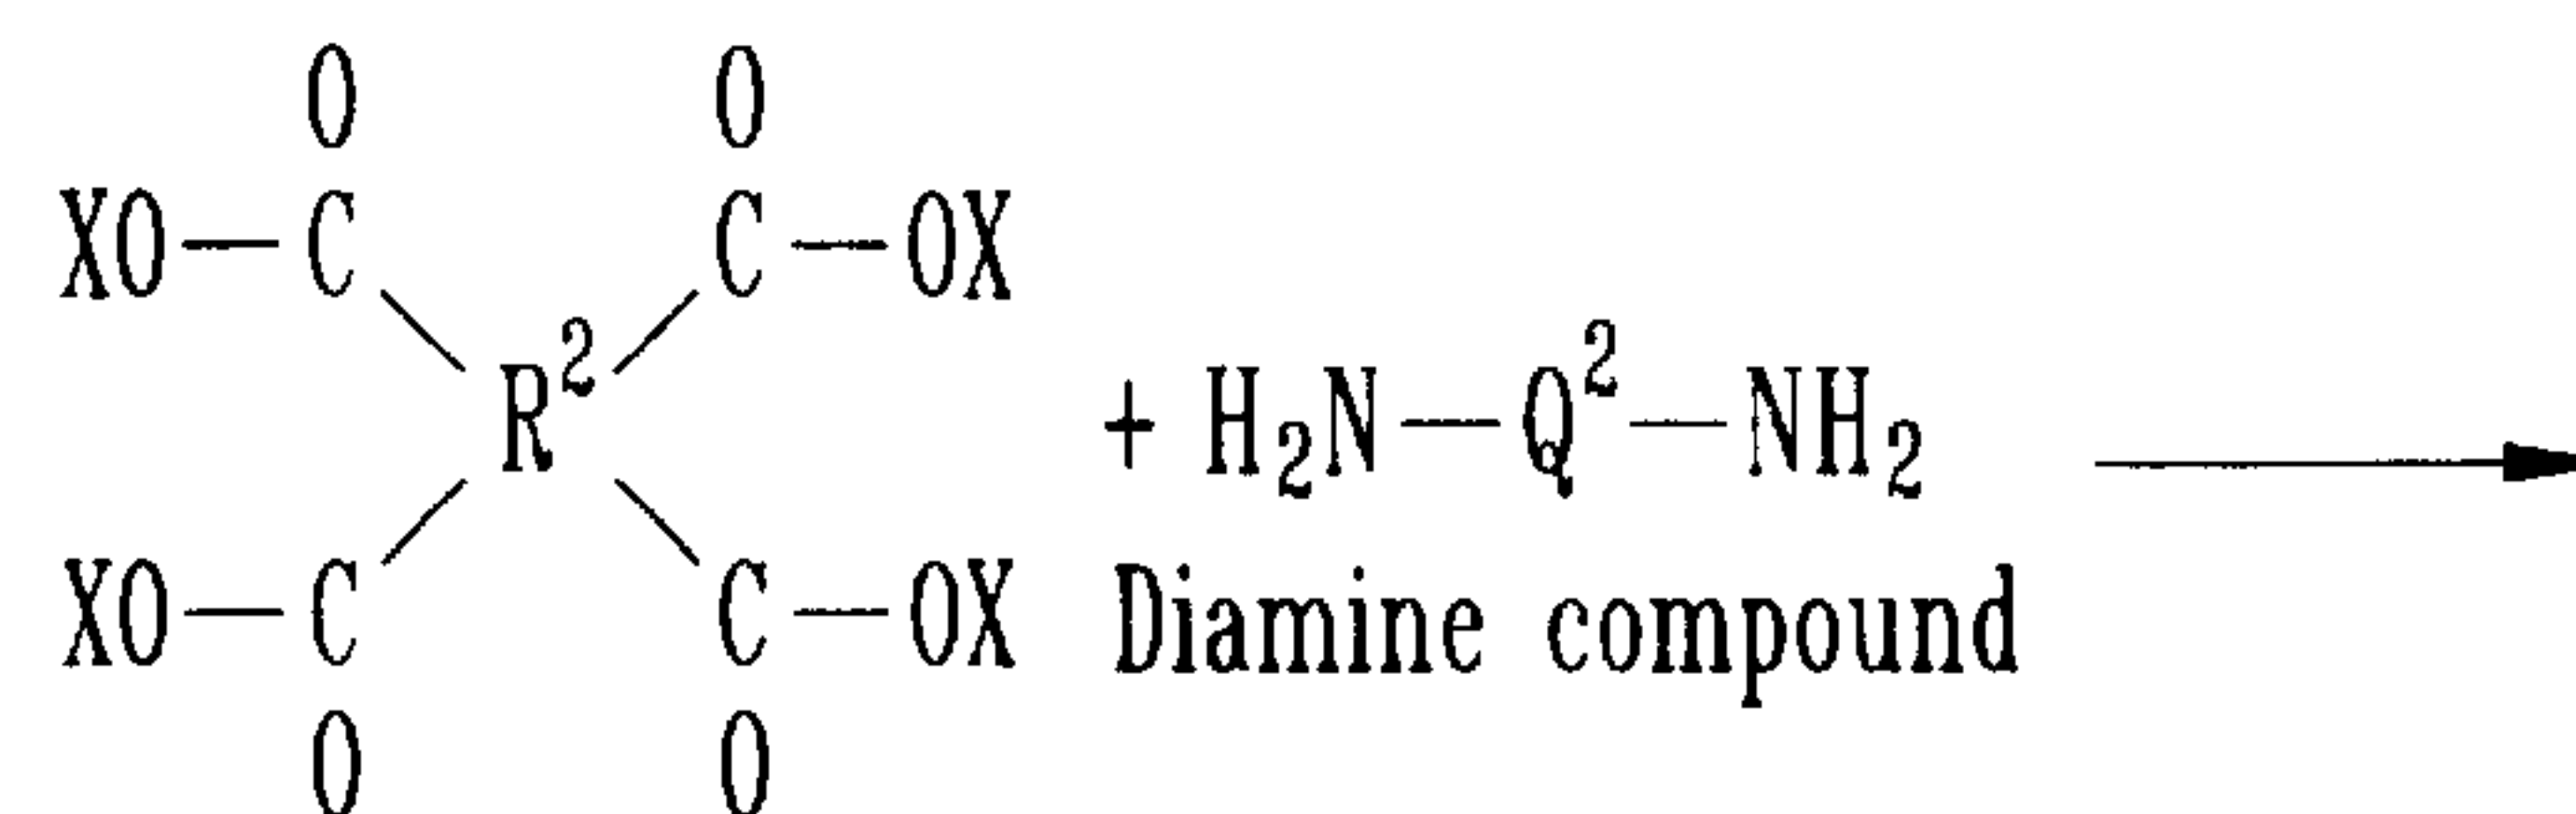 O O
XO—C C—OX
R² + H₂N—Q²—NH₂
XO—C C—OX Diamine compound
O O